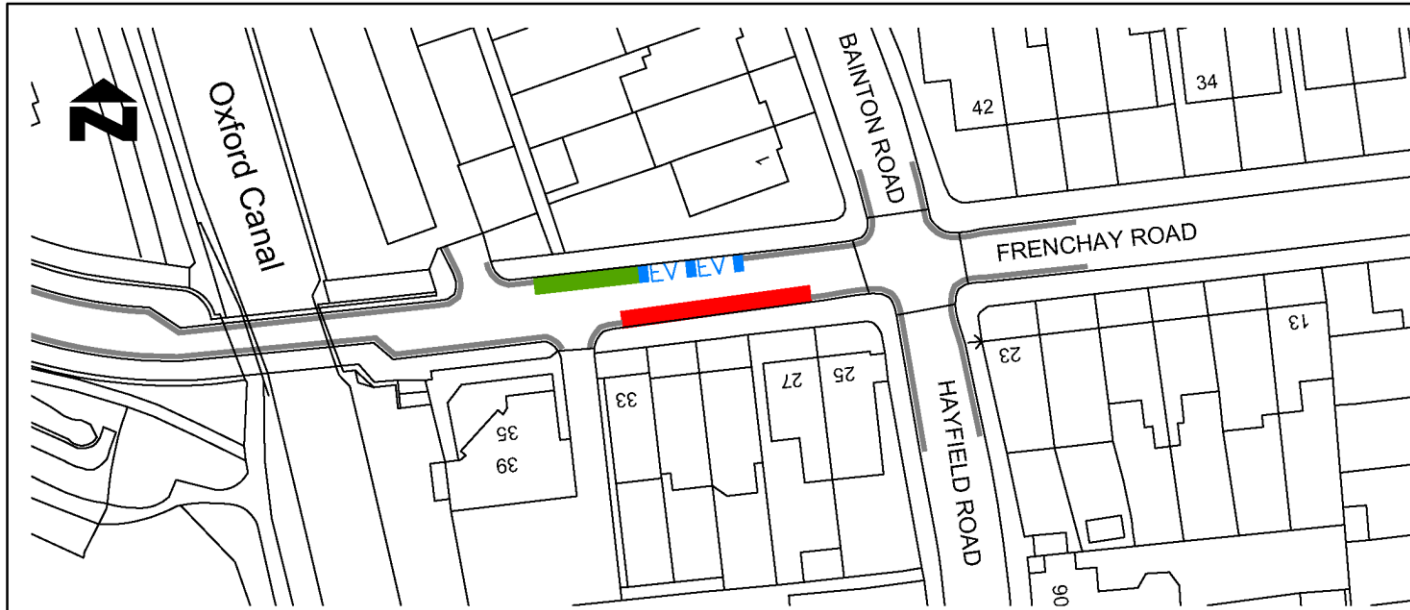 N
Oxford Canal
BAINTON ROAD
42
34
1
FRENCHAY ROAD
EV EV
13
23
33
27
25
35
39
HAYFIELD ROAD
90